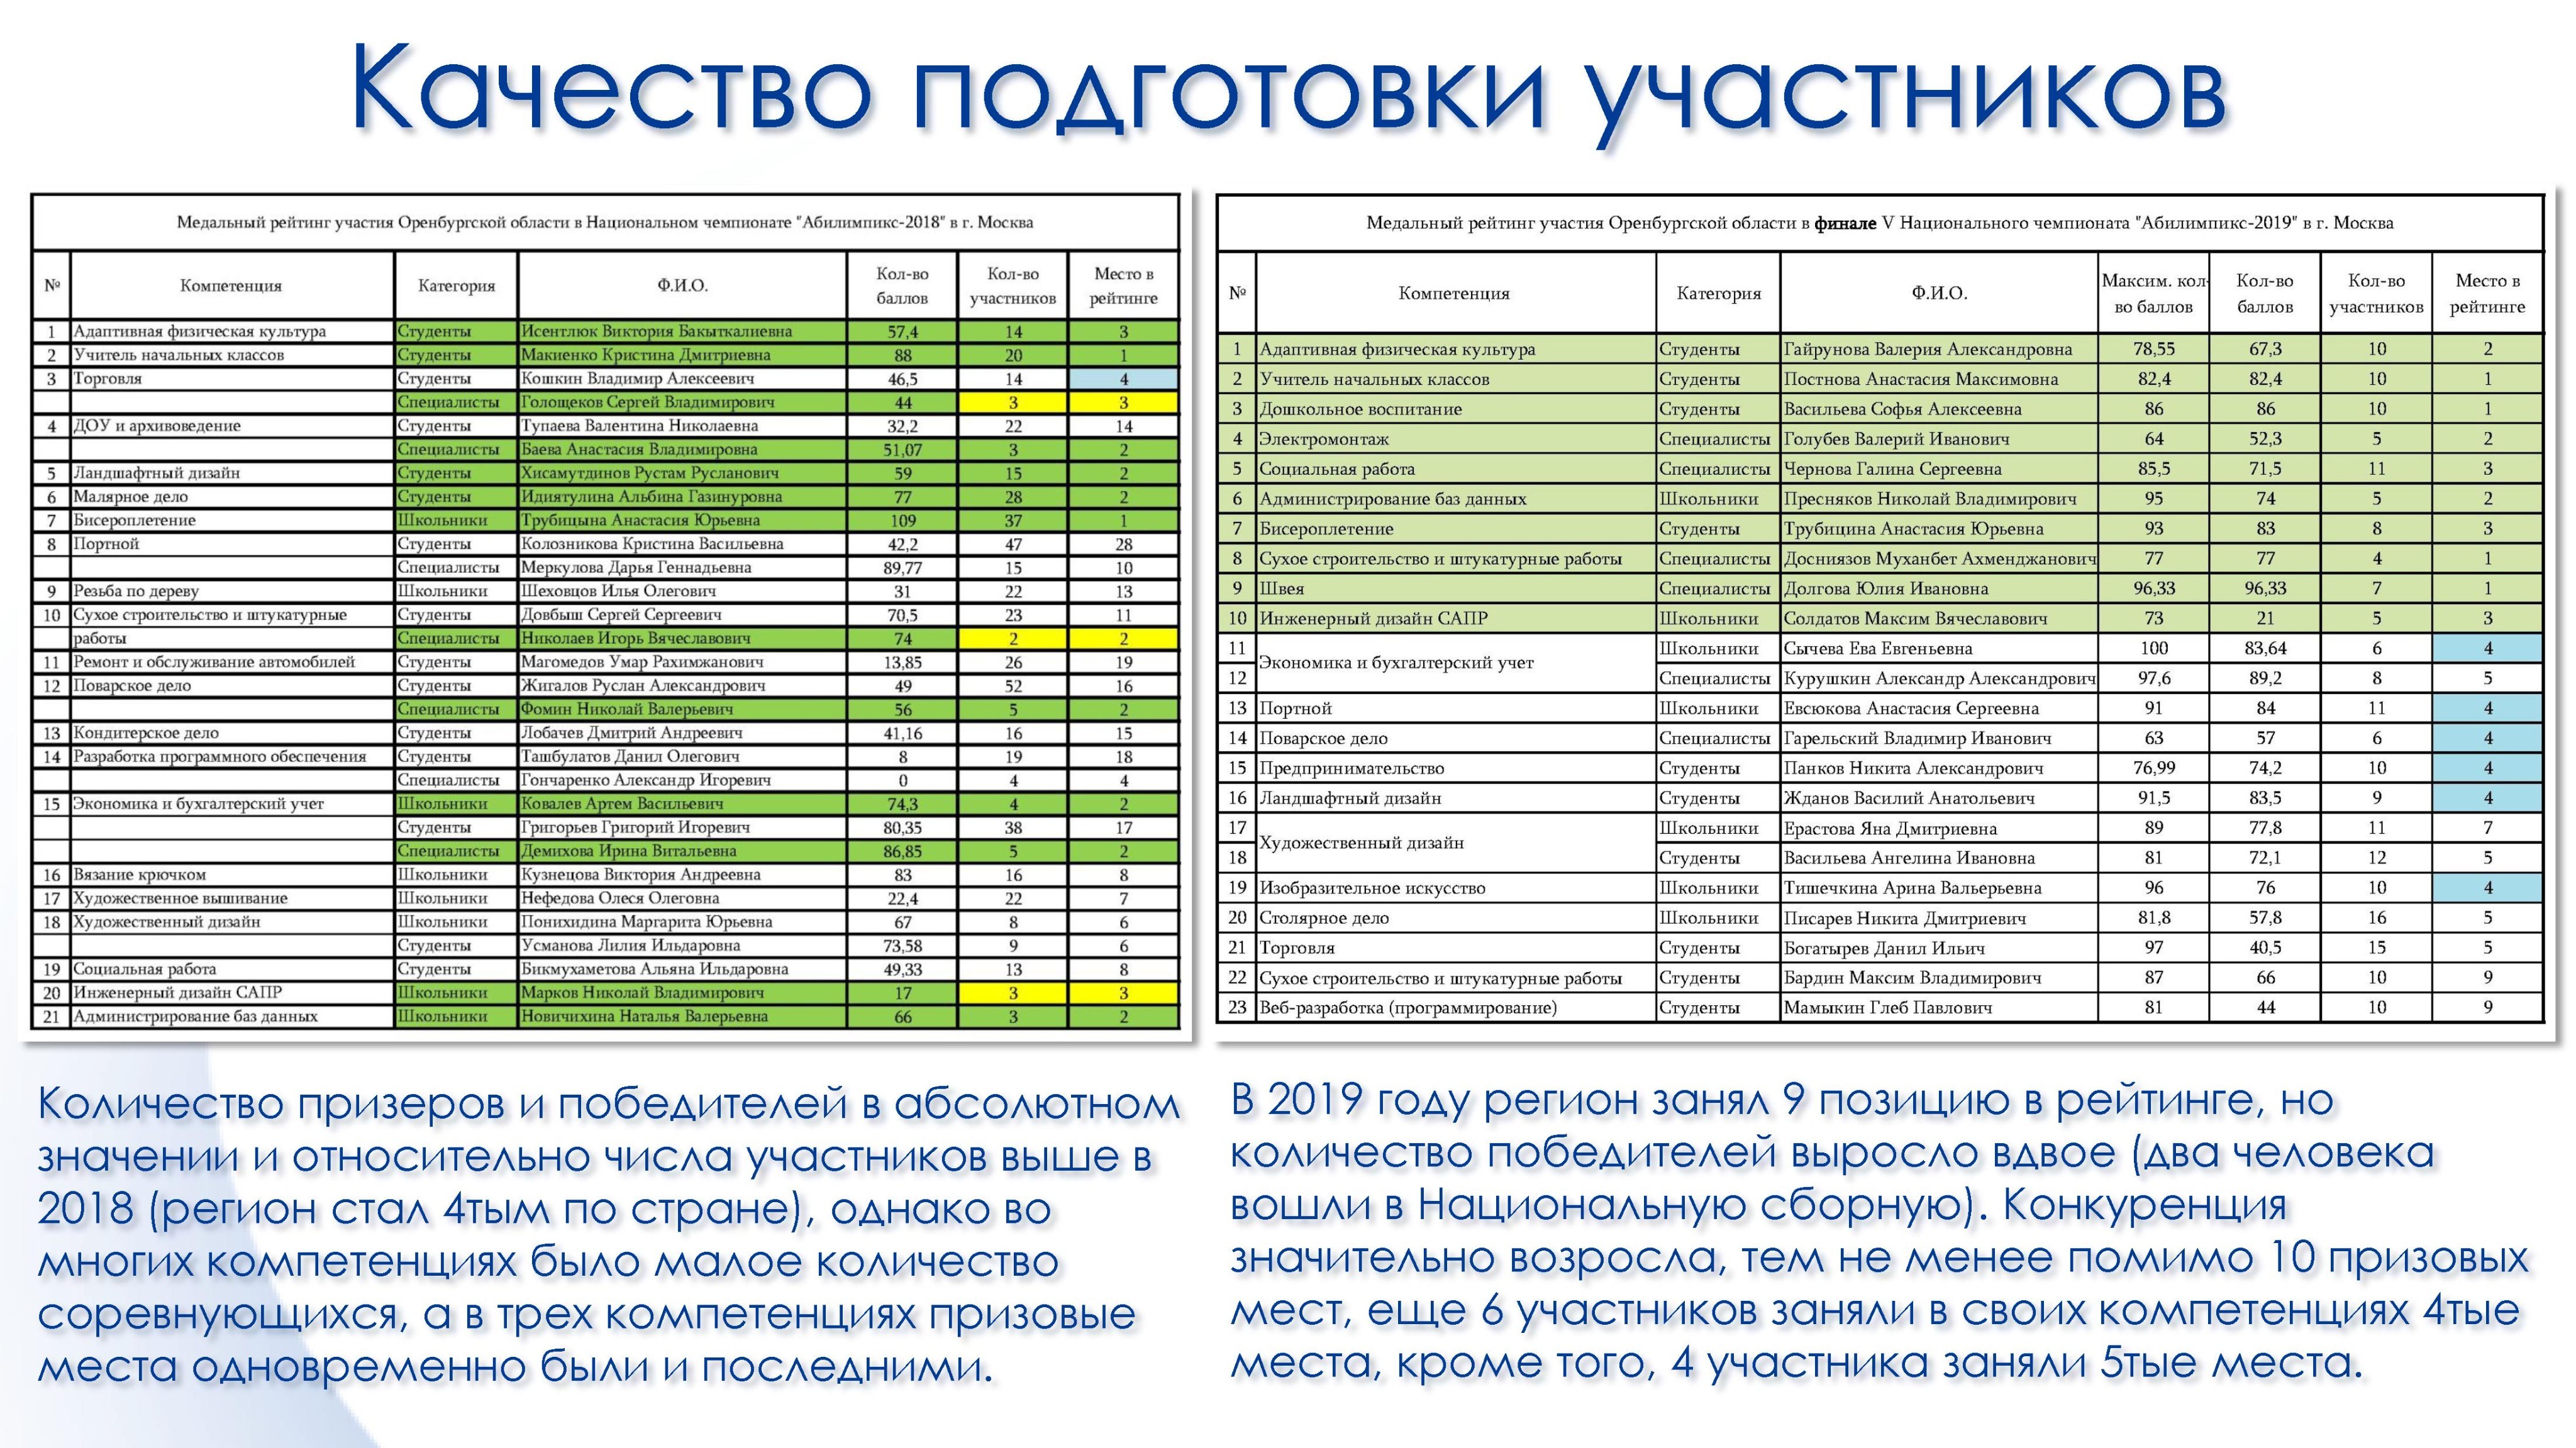 Качество подготовки участников
Медальный рейтинг участия Оренбургской области в Национальном чемпионате "Абилимпикс-2018" в г. Москва
№ Компетенция Категория Ф.И.О. Кол-во баллов Кол-во участников Место в рейтинге
1 Адаптивная физическая культура Студенты Исентлюк Виктория Бакыткалиевна 57,4 14 3
2 Учитель начальных классов Студенты Макиенко Кристина Дмитриевна 88 20 1
3 Торговля Студенты Кошкин Владимир Алексеевич 46,5 14 4
Специалисты Голощеков Сергей Владимирович 44 3 3
4 ДОУ и архивоведение Студенты Тупаева Валентина Николаевна 32,2 22 14
Специалисты Баева Анастасия Владимировна 51,07 3 2
5 Ландшафтный дизайн Студенты Хисамутдинов Рустам Русланович 59 15 2
6 Малярное дело Студенты Идиятулина Альбина Газинуровна 77 28 2
7 Бисероплетение Школьники Трубицына Анастасия Юрьевна 109 37 1
8 Портной Студенты Колозникова Кристина Васильевна 42,2 47 28
Специалисты Меркулова Дарья Геннадьевна 89,77 15 10
9 Резьба по дереву Школьники Шеховцов Илья Олегович 31 22 13
10 Сухое строительство и штукатурные Студенты Довбыш Сергей Сергеевич 70,5 23 11
работы Специалисты Николаев Игорь Вячеславович 74 2 2
11 Ремонт и обслуживание автомобилей Студенты Магомедов Умар Рахимжанович 13,85 26 19
12 Поварское дело Студенты Жигалов Руслан Александрович 49 52 16
Специалисты Фомин Николай Валерьевич 56 5 2
13 Кондитерское дело Студенты Лобачев Дмитрий Андреевич 41,16 16 15
14 Разработка программного обеспечения Студенты Ташбулатов Данил Олегович 8 19 18
Специалисты Гончаренко Александр Игоревич 0 4 4
15 Экономика и бухгалтерский учет Школьники Ковалев Артем Васильевич 74,3 4 2
Студенты Григорьев Григорий Игоревич 80,35 38 17
Специалисты Демихова Ирина Витальевна 86,85 5 2
16 Вязание крючком Школьники Кузнецова Виктория Андреевна 83 16 8
17 Художественное вышивание Школьники Нефедова Олеся Олеговна 22,4 22 7
18 Художественный дизайн Школьники Понихидина Маргарита Юрьевна 67 8 6
Студенты Усманова Лилия Ильдаровна 73,58 9 6
19 Социальная работа Студенты Бикмухаметова Альяна Ильдаровна 49,33 13 8
20 Инженерный дизайн САПР Школьники Марков Николай Владимирович 17 3 3
21 Администрирование баз данных Школьники Новичихина Наталья Валерьевна 66 3 2
Медальный рейтинг участия Оренбургской области в финале V Национального чемпионата "Абилимпикс-2019" в г. Москва
№ Компетенция Категория Ф.И.О. Максим. кол-во баллов Кол-во баллов Кол-во участников Место в рейтинге
1 Адаптивная физическая культура Студенты Гайрунова Валерия Александровна 78,55 67,3 10 2
2 Учитель начальных классов Студенты Постнова Анастасия Максимовна 82,4 82,4 10 1
3 Дошкольное воспитание Студенты Васильева Софья Алексеевна 86 86 10 1
4 Электромонтаж Специалисты Голубев Валерий Иванович 64 52,3 5 2
5 Социальная работа Специалисты Чернова Галина Сергеевна 85,5 71,5 11 3
6 Администрирование баз данных Школьники Пресняков Николай Владимирович 95 74 5 2
7 Бисероплетение Студенты Трубицина Анастасия Юрьевна 93 83 8 3
8 Сухое строительство и штукатурные работы Специалисты Досниязов Муханбет Ахменджанович 77 77 4 1
9 Швея Специалисты Долгова Юлия Ивановна 96,33 96,33 7 1
10 Инженерный дизайн САПР Школьники Солдатов Максим Вячеславович 73 21 5 3
11 Экономика и бухгалтерский учет Школьники Сычева Ева Евгеньевна 100 83,64 6 4
12 Специалисты Курушкин Александр Александрович 97,6 89,2 8 5
13 Портной Школьники Евсюкова Анастасия Сергеевна 91 84 11 4
14 Поварское дело Специалисты Гарельский Владимир Иванович 63 57 6 4
15 Предпринимательство Студенты Панков Никита Александрович 76,99 74,2 10 4
16 Ландшафтный дизайн Студенты Жданов Василий Анатольевич 91,5 83,5 9 4
17 Художественный дизайн Школьники Ерастова Яна Дмитриевна 89 77,8 11 7
18 Студенты Васильева Ангелина Ивановна 81 72,1 12 5
19 Изобразительное искусство Школьники Тишечкина Арина Вальерьевна 96 76 10 4
20 Столярное дело Школьники Писарев Никита Дмитриевич 81,8 57,8 16 5
21 Торговля Студенты Богатырев Данил Ильич 97 40,5 15 5
22 Сухое строительство и штукатурные работы Студенты Бардин Максим Владимирович 87 66 10 9
23 Веб-разработка (программирование) Студенты Мамыкин Глеб Павлович 81 44 10 9
Количество призеров и победителей в абсолютном
значении и относительно числа участников выше в
2018 (регион стал 4тым по стране), однако во
многих компетенциях было малое количество
соревнующихся, а в трех компетенциях призовые
места одновременно были и последними.
В 2019 году регион занял 9 позицию в рейтинге, но
количество победителей выросло вдвое (два человека
вошли в Национальную сборную). Конкуренция
значительно возросла, тем не менее помимо 10 призовых
мест, еще 6 участников заняли в своих компетенциях 4тые
места, кроме того, 4 участника заняли 5тые места.